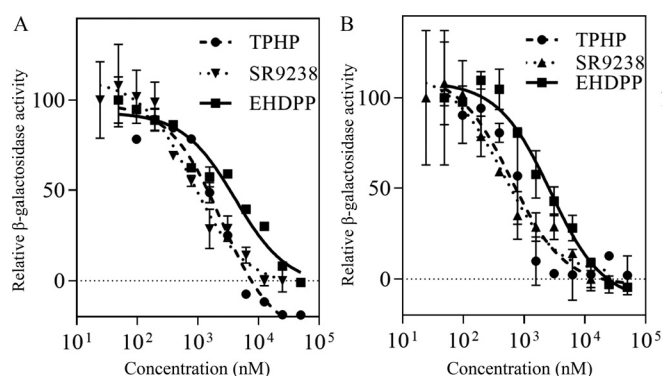 A
B
TPHP
SR9238
EHDPP
TPHP
SR9238
EHDPP
Relative β-galactosidase activity
100
50
0
10¹ 10² 10³ 10⁴ 10⁵
Concentration (nM)
Relative β-galactosidase activity
100
50
0
10¹ 10² 10³ 10⁴ 10⁵
Concentration (nM)